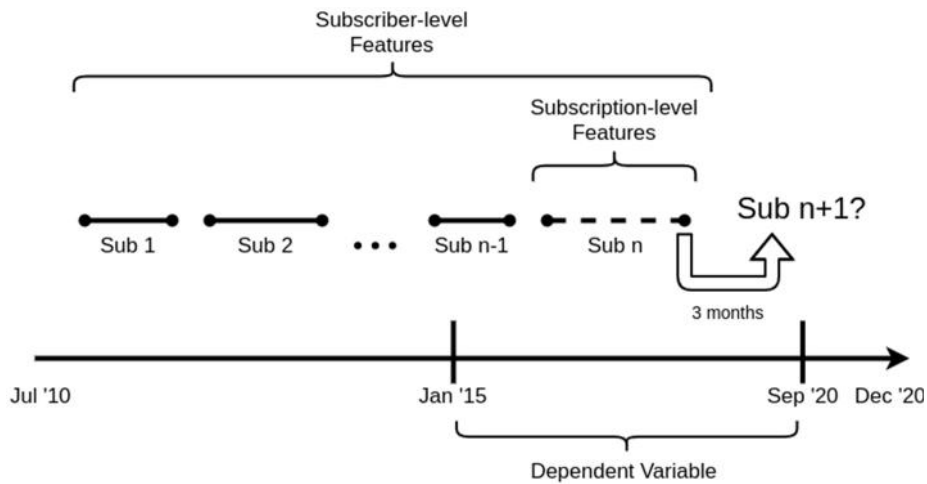 Subscriber-level
Features
Subscription-level
Features
Sub n+1?
Sub 1
Sub 2
Sub n-1
Sub n
3 months
Jul '10
Jan '15
Sep '20
Dec '20
Dependent Variable